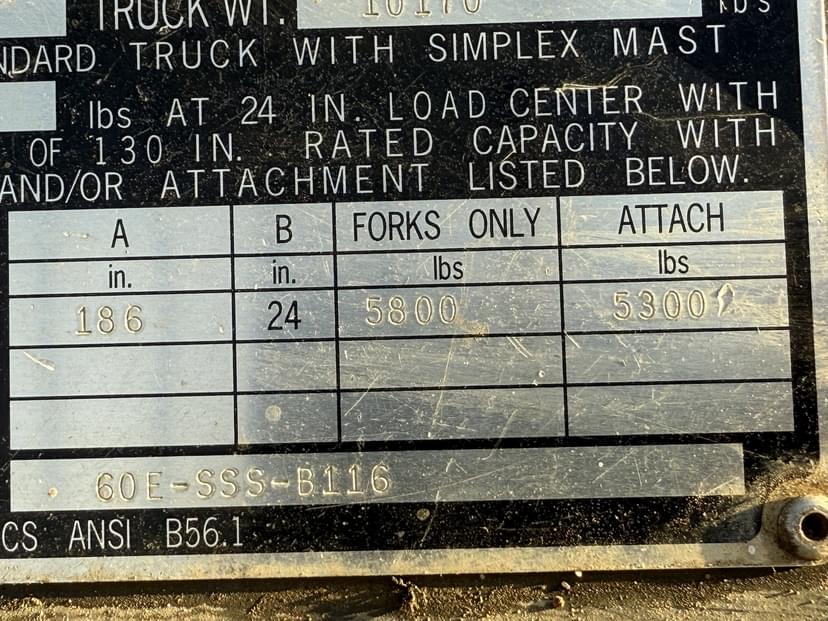 TRUCK WT. 10170 lbs
NDARD TRUCK WITH SIMPLEX MAST
lbs AT 24 IN. LOAD CENTER WITH
OF 130 IN. RATED CAPACITY WITH
AND/OR ATTACHMENT LISTED BELOW.
A B FORKS ONLY ATTACH
in. in. lbs lbs
186 24 5800 5300
60E-SSS-B116
CS ANSI B56.1